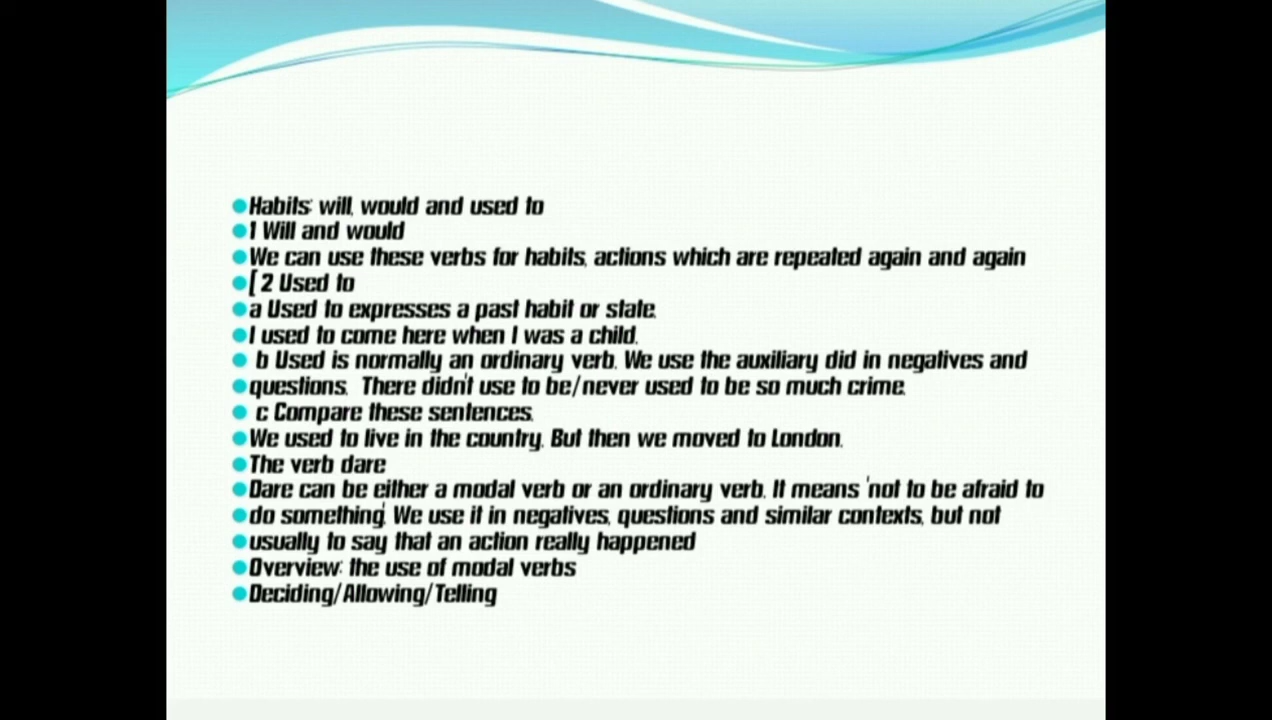 Habits: will, would and used to
1 Will and would
We can use these verbs for habits, actions which are repeated again and again
[ 2 Used to
a Used to expresses a past habit or state.
I used to come here when I was a child.
b Used is normally an ordinary verb. We use the auxiliary did in negatives and
questions. There didn't use to be/never used to be so much crime.
c Compare these sentences.
We used to live in the country. But then we moved to London.
The verb dare
Dare can be either a modal verb or an ordinary verb. It means 'not to be afraid to
do something'. We use it in negatives, questions and similar contexts, but not
usually to say that an action really happened
Overview: the use of modal verbs
Deciding/Allowing/Telling